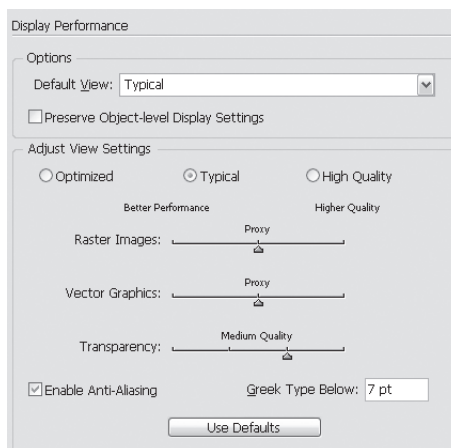 Display Performance
Options
Default View: Typical
Preserve Object-level Display Settings
Adjust View Settings
Optimized Typical High Quality
Better Performance Higher Quality
Proxy
Raster Images:
Proxy
Vector Graphics:
Medium Quality
Transparency:
Enable Anti-Aliasing Greek Type Below: 7 pt
Use Defaults